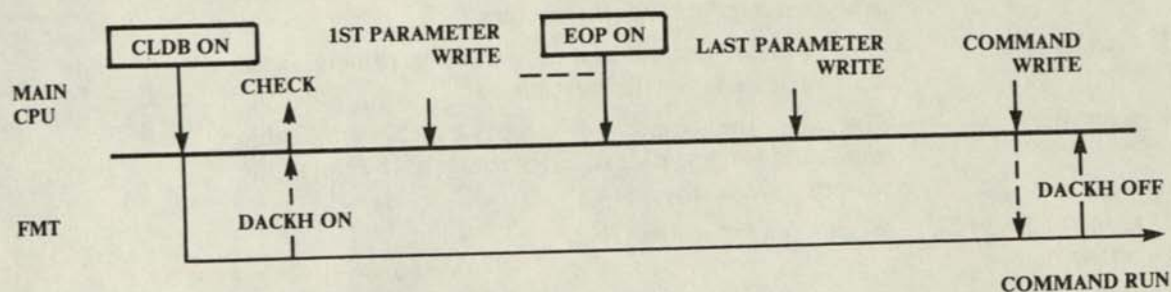 CLDB ON
1ST PARAMETER
WRITE
EOP ON
LAST PARAMETER
WRITE
COMMAND
WRITE
MAIN
CPU
CHECK
FMT
DACKH ON
DACKH OFF
COMMAND RUN